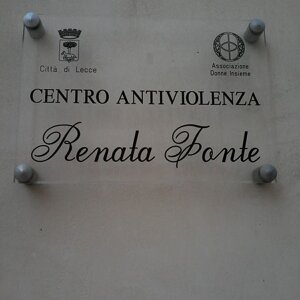 Città di Lecce
Associazione
Donne Insieme
CENTRO ANTIVIOLENZA
Renata Fonte